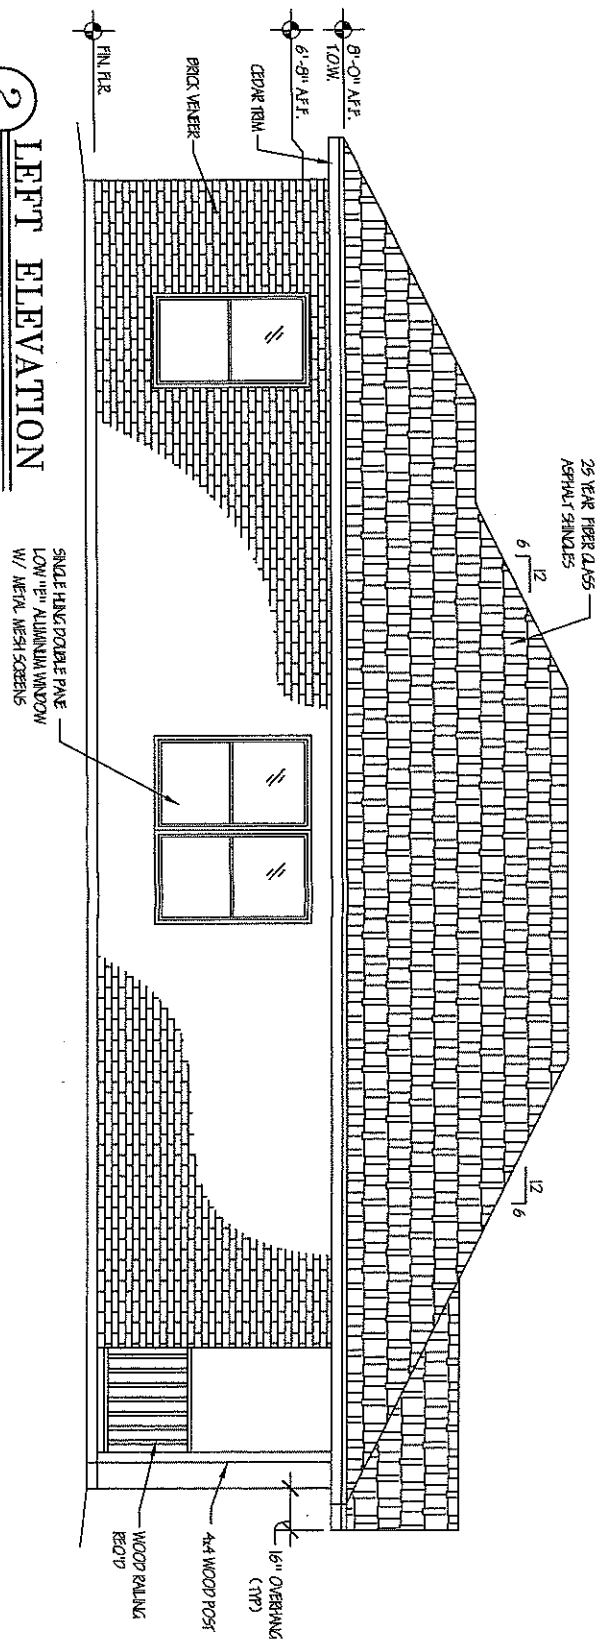 8'-0" A.F.F.
T.O.W.
6'-8" A.F.F.
CEDAR TRIM
BRICK VENEER
FIN. FLR.
25 YEAR FIBER GLASS
ASPHALT SHINGLES
12
6
12
6
SINGLE HUNG DOUBLE PANE
LOW "E" ALUMINUM WINDOW
W/ METAL MESH SCREENS
16" OVERHANG
(TYP)
4x4 WOOD POST
WOOD RAILING
REQ'D
2
LEFT ELEVATION